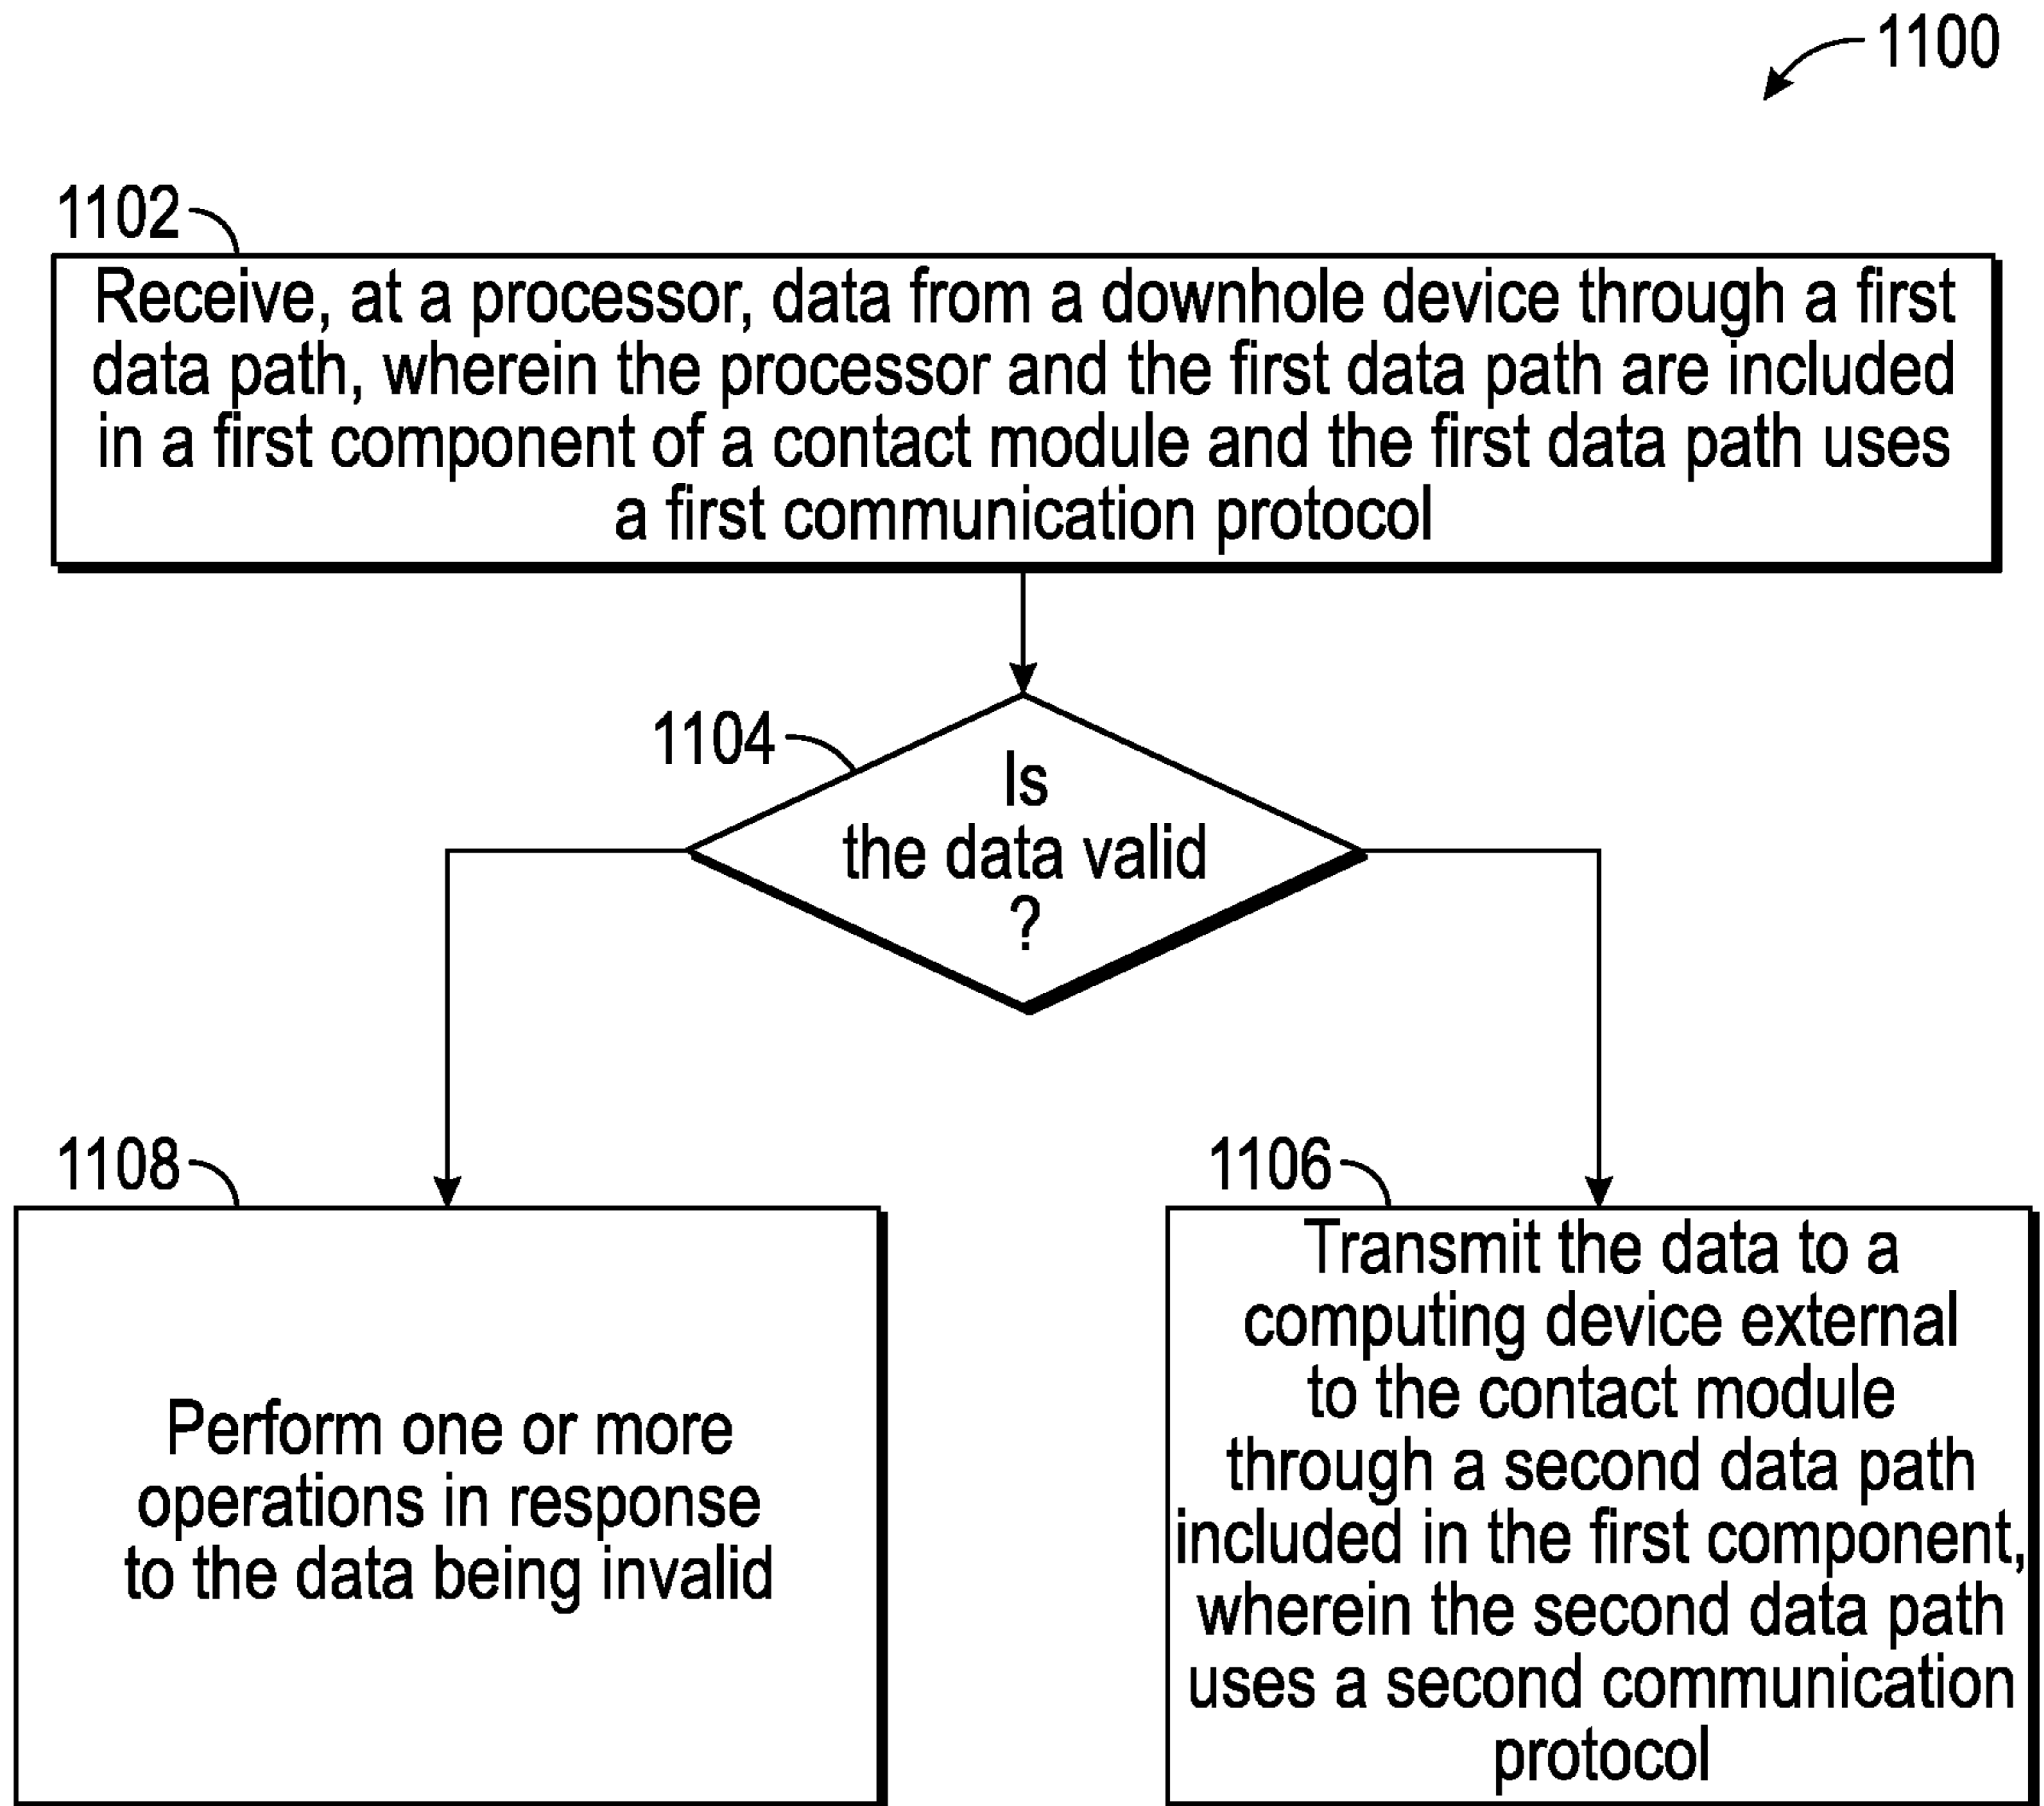 1100
1102
Receive, at a processor, data from a downhole device through a first
data path, wherein the processor and the first data path are included
in a first component of a contact module and the first data path uses
a first communication protocol
1104
Is
the data valid
?
1108
Perform one or more
operations in response
to the data being invalid
1106
Transmit the data to a
computing device external
to the contact module
through a second data path
included in the first component,
wherein the second data path
uses a second communication
protocol